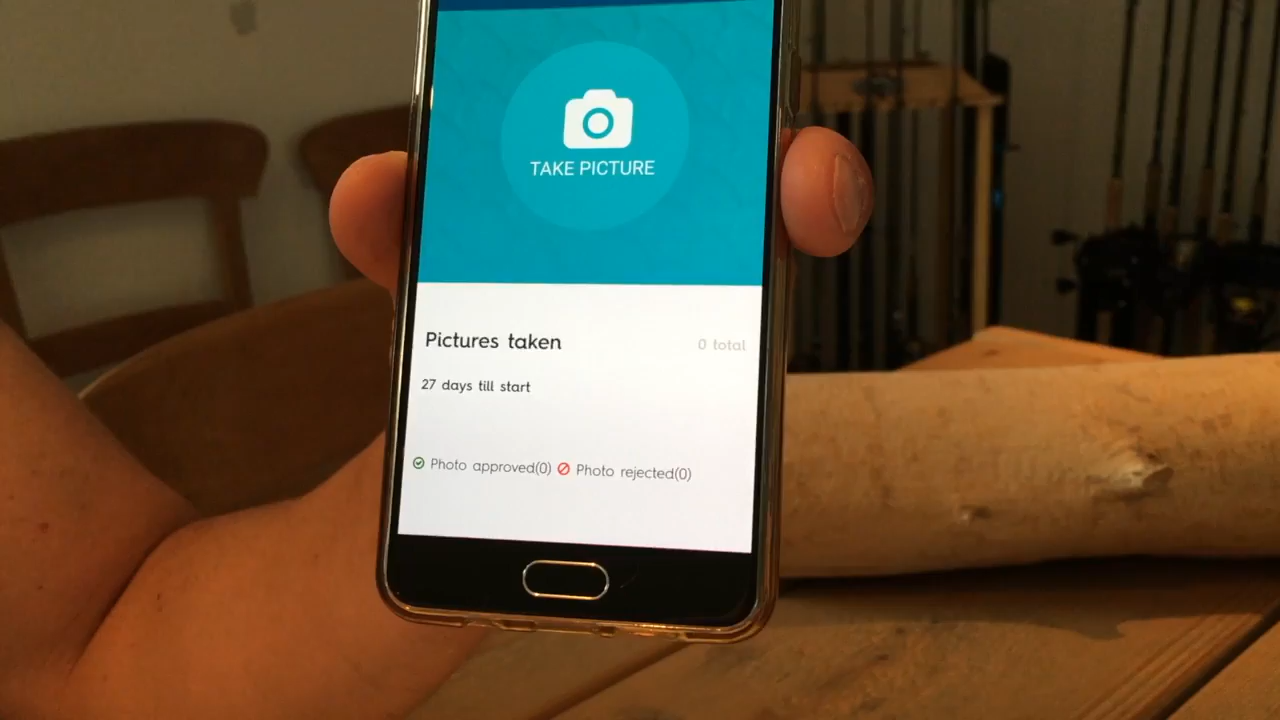 TAKE PICTURE
Pictures taken 0 total
27 days till start
Photo approved(0) Photo rejected(0)